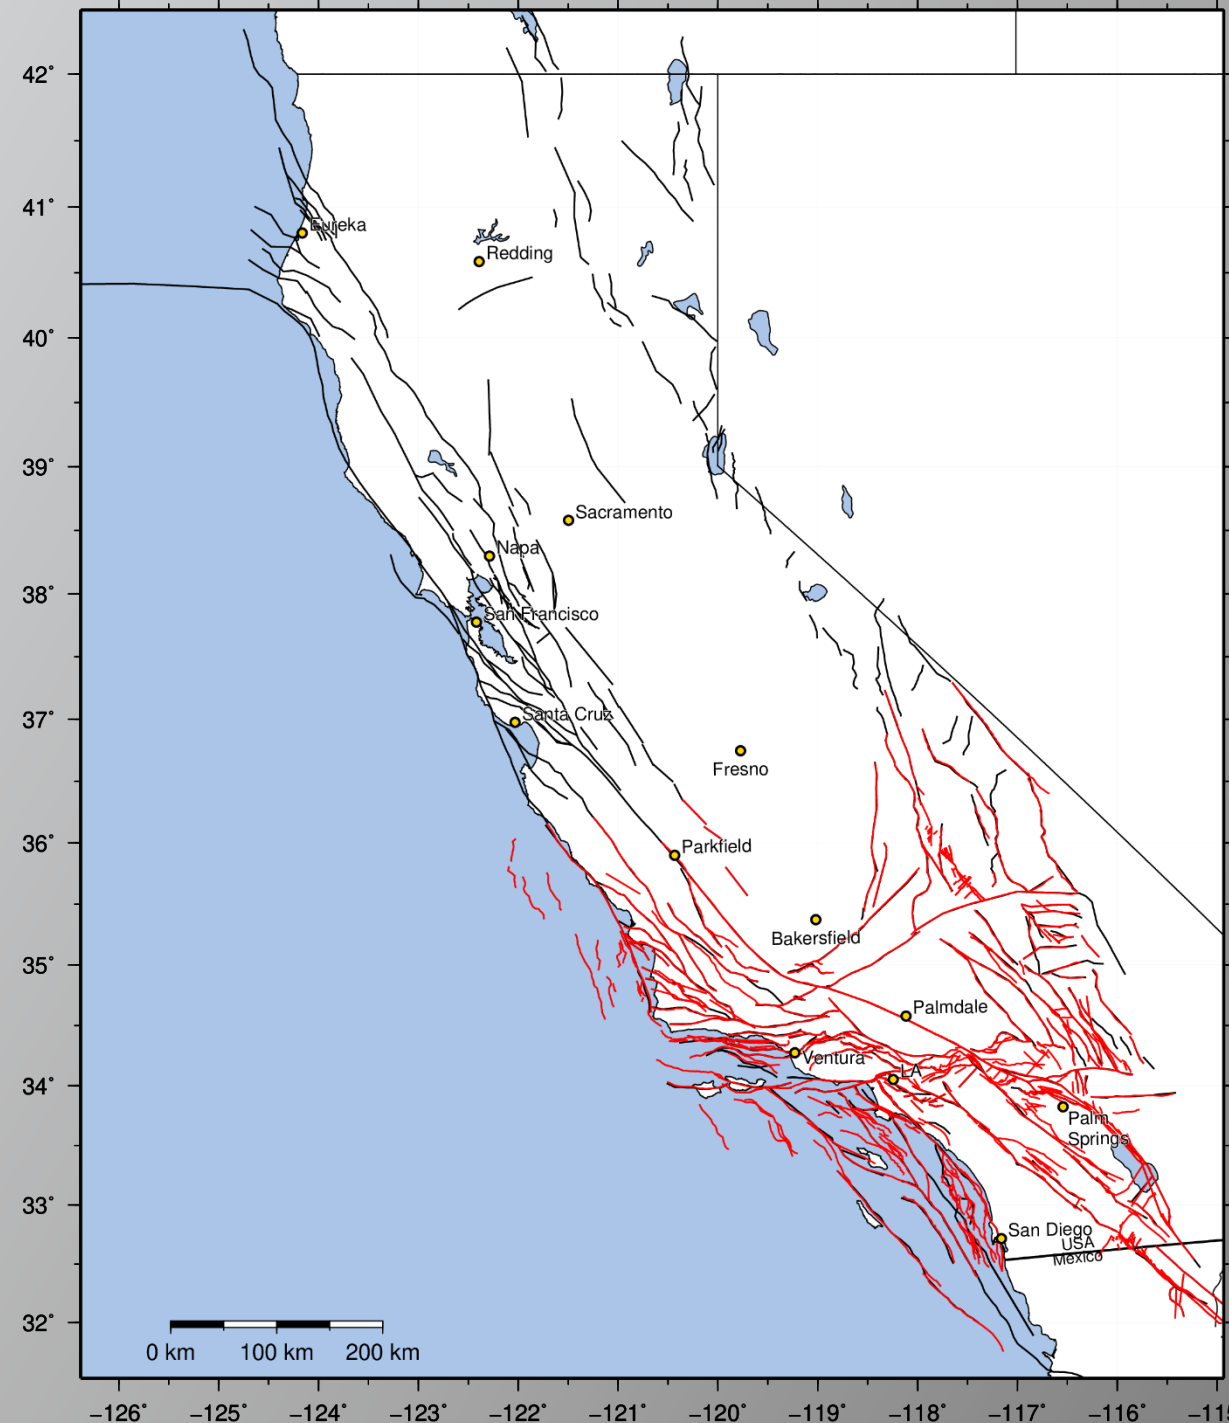 42°
41°
40°
39°
38°
37°
36°
35°
34°
33°
32°
Eureka
Redding
Sacramento
Napa
San Francisco
Santa Cruz
Fresno
Parkfield
Bakersfield
Palmdale
Ventura
LA
Palm
Springs
San Diego
USA
Mexico
0 km 100 km 200 km
−126° −125° −124° −123° −122° −121° −120° −119° −118° −117° −116°